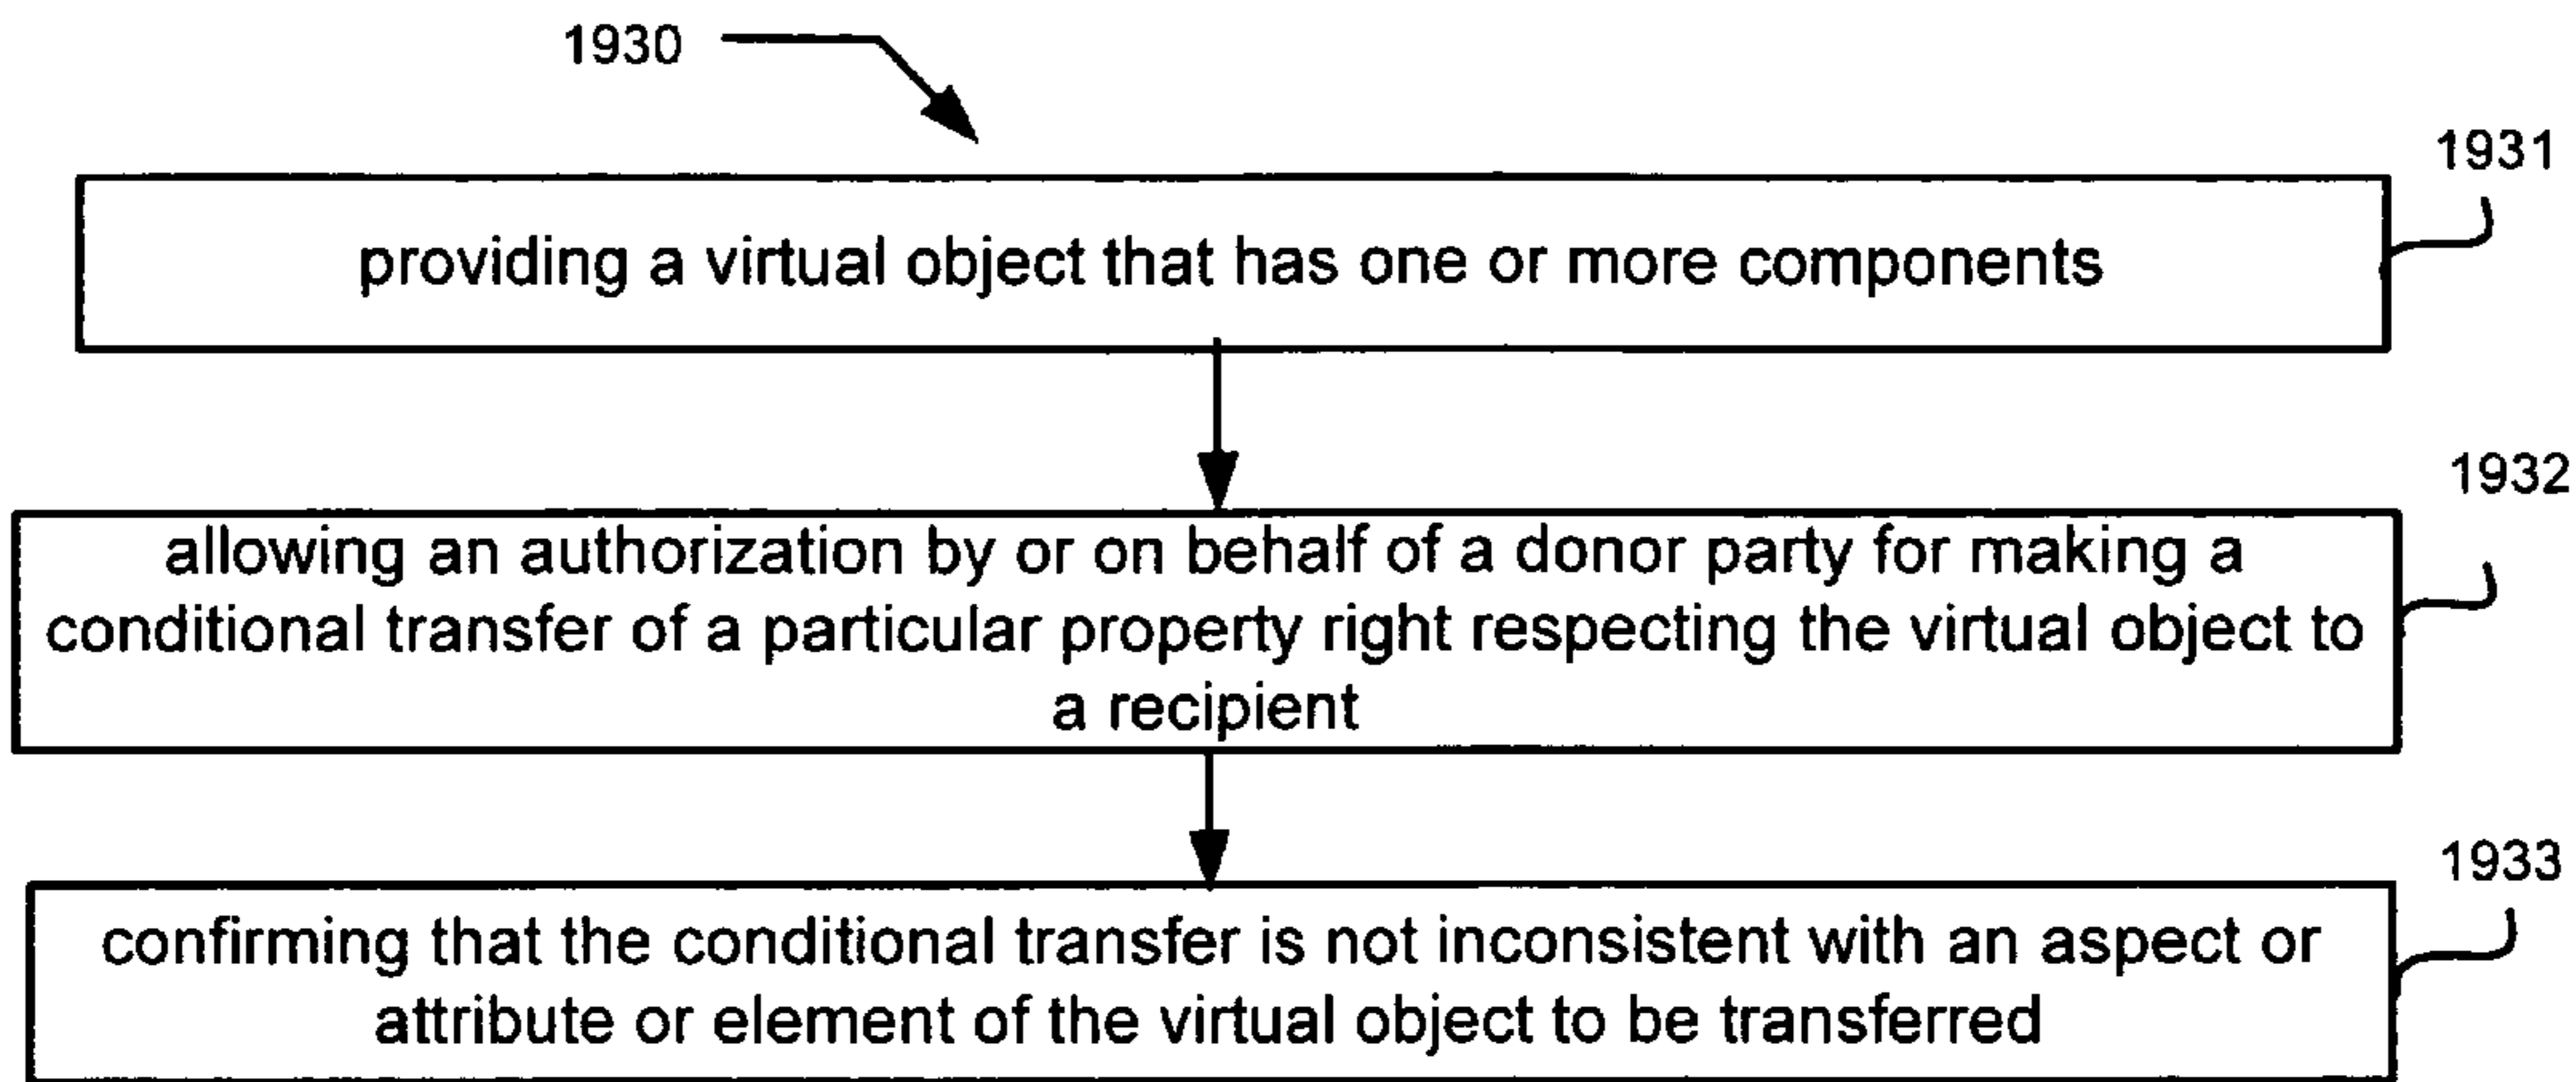 1930
1931
providing a virtual object that has one or more components
1932
allowing an authorization by or on behalf of a donor party for making a
conditional transfer of a particular property right respecting the virtual object to
a recipient
1933
confirming that the conditional transfer is not inconsistent with an aspect or
attribute or element of the virtual object to be transferred